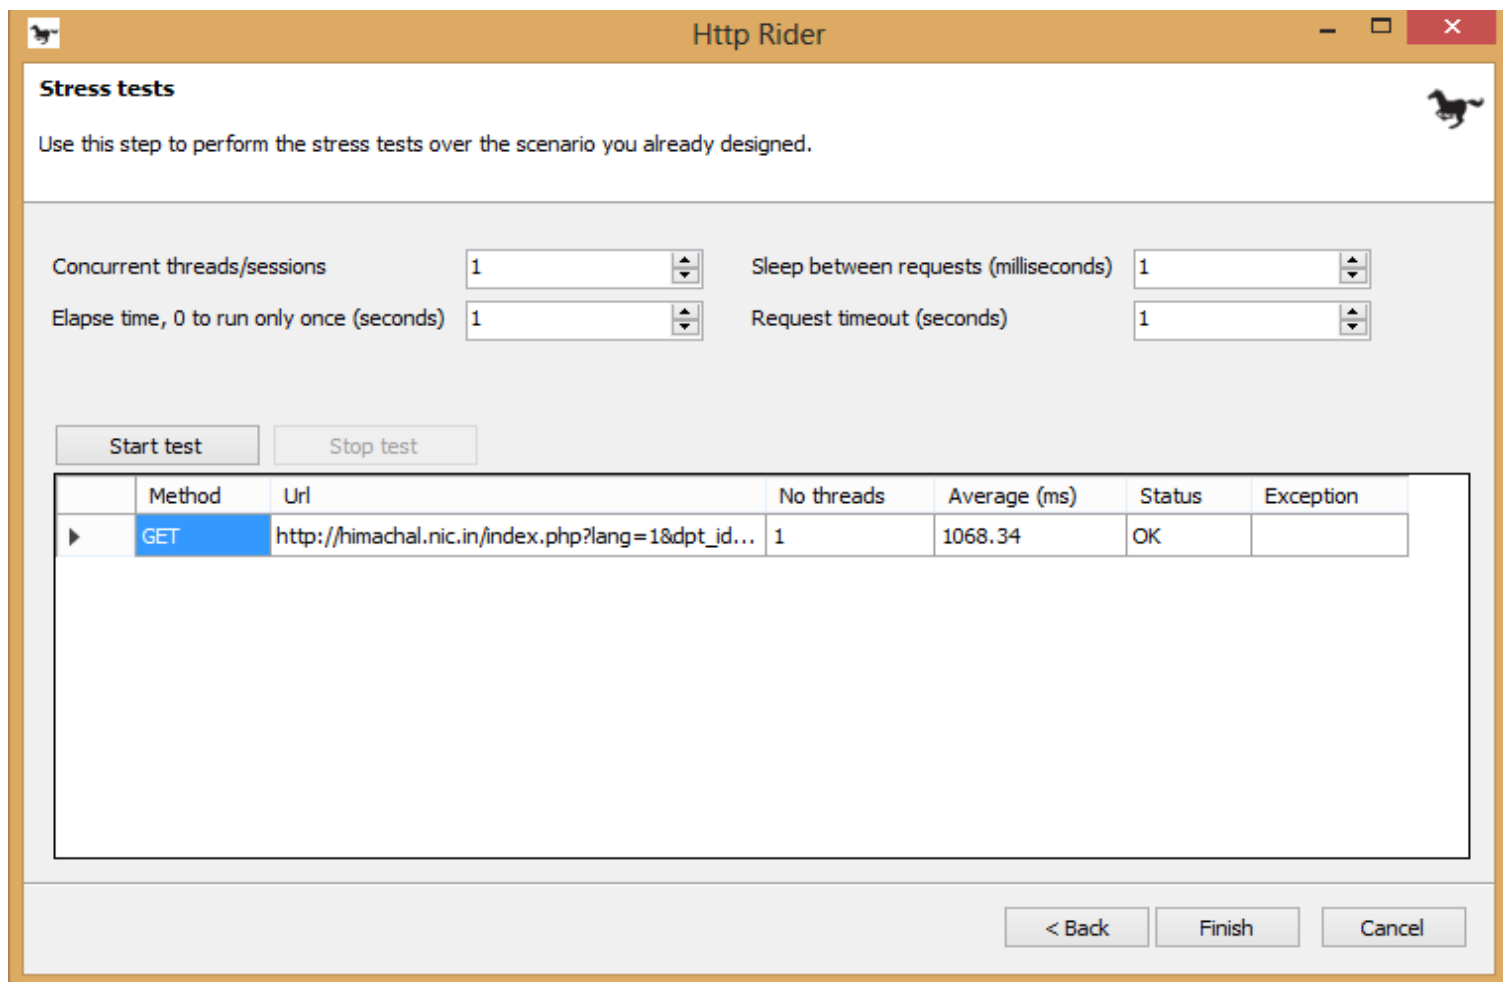 Http Rider
Stress tests
Use this step to perform the stress tests over the scenario you already designed.
Concurrent threads/sessions 1 Sleep between requests (milliseconds) 1
Elapse time, 0 to run only once (seconds) 1 Request timeout (seconds) 1
Start test Stop test
Method Url No threads Average (ms) Status Exception
GET http://himachal.nic.in/index.php?lang=1&dpt_id... 1 1068.34 OK
< Back Finish Cancel